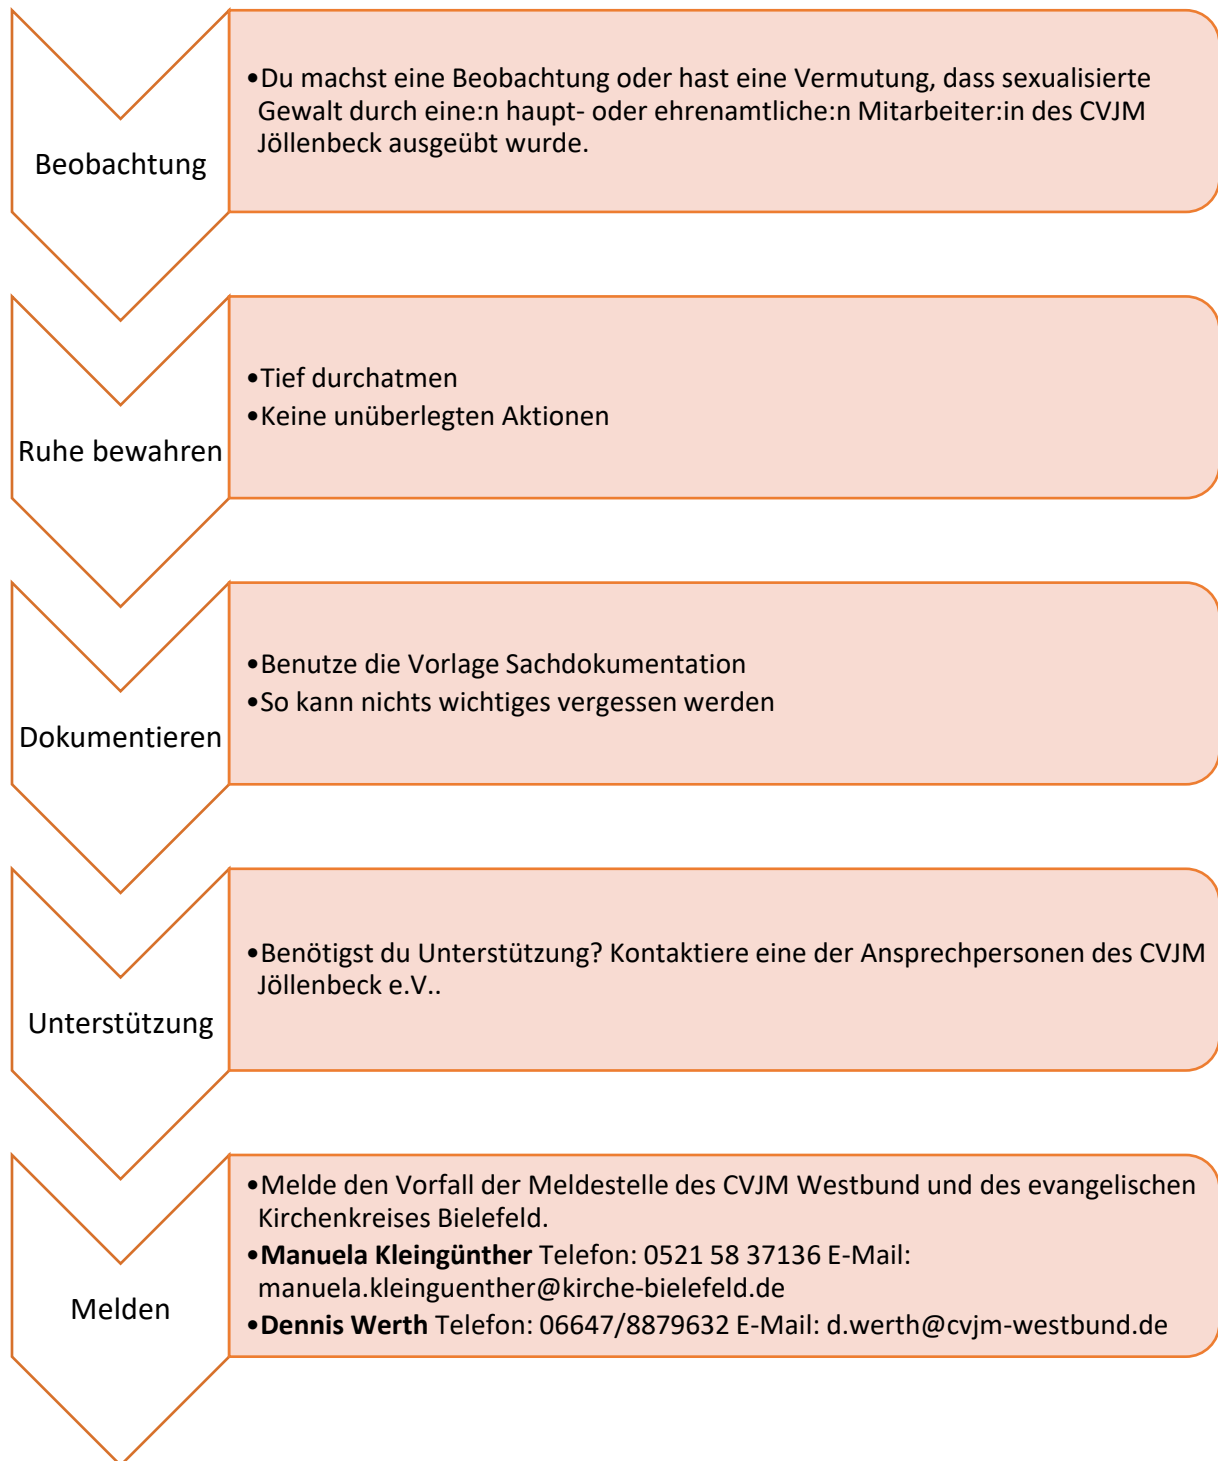 Beobachtung
•Du machst eine Beobachtung oder hast eine Vermutung, dass sexualisierte
Gewalt durch eine:n haupt- oder ehrenamtliche:n Mitarbeiter:in des CVJM
Jöllenbeck ausgeübt wurde.
Ruhe bewahren
•Tief durchatmen
•Keine unüberlegten Aktionen
Dokumentieren
•Benutze die Vorlage Sachdokumentation
•So kann nichts wichtiges vergessen werden
Unterstützung
•Benötigst du Unterstützung? Kontaktiere eine der Ansprechpersonen des CVJM
Jöllenbeck e.V..
Melden
•Melde den Vorfall der Meldestelle des CVJM Westbund und des evangelischen
Kirchenkreises Bielefeld.
•Manuela Kleingünther Telefon: 0521 58 37136 E-Mail:
manuela.kleinguenther@kirche-bielefeld.de
•Dennis Werth Telefon: 06647/8879632 E-Mail: d.werth@cvjm-westbund.de